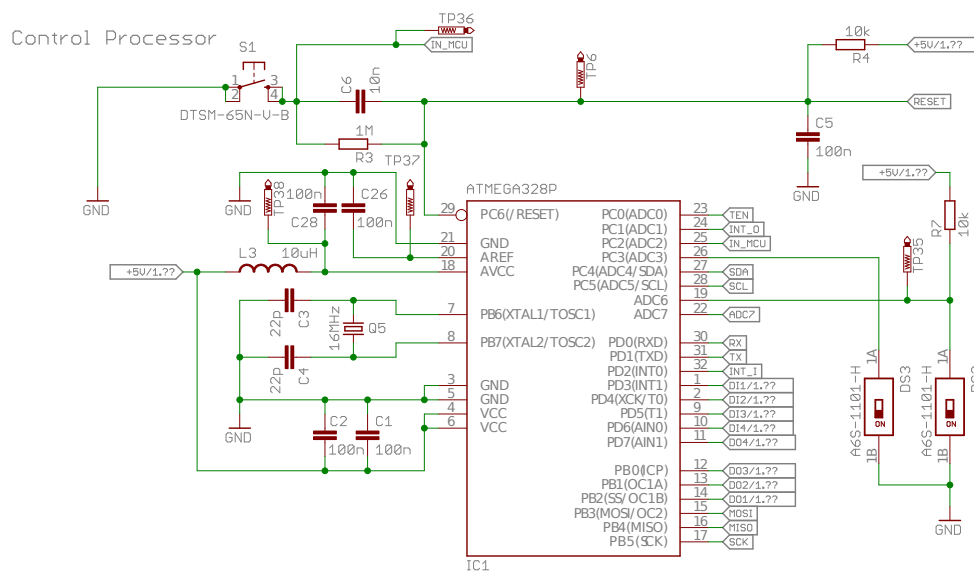 Control Processor
S1
1
2
3
4
DTSM-65N-V-B
GND
TP36
IN_MCU
C6
10n
1M
R3
TP6
10k
R4
+5V/1.??
RESET
C5
100n
GND
+5V/1.??
R7
10k
TP35
GND
TP38
100n
C28
C26
100n
TP37
L3
10uH
+5V/1.??
22p
C3
16MHz
Q5
22p
C4
GND
C2
100n
C1
100n
ATMEGA328P
29 PC6(/RESET)
21 GND
20 AREF
18 AVCC
7 PB6(XTAL1/TOSC1)
8 PB7(XTAL2/TOSC2)
3 GND
5 GND
4 VCC
6 VCC
PC0(ADC0) 23 TEN
PC1(ADC1) 24 INT_O
PC2(ADC2) 25 IN_MCU
PC3(ADC3) 26
PC4(ADC4/SDA) 27 SDA
PC5(ADC5/SCL) 28 SCL
ADC6 19
ADC7 22 ADC7
PD0(RXD) 30 RX
PD1(TXD) 31 TX
PD2(INT0) 32 INT_I
PD3(INT1) 1 DI1/1.??
PD4(XCK/T0) 2 DI2/1.??
PD5(T1) 9 DI3/1.??
PD6(AIN0) 10 DI4/1.??
PD7(AIN1) 11 DO4/1.??
PB0(ICP) 12 DO3/1.??
PB1(OC1A) 13 DO2/1.??
PB2(SS/OC1B) 14 DO1/1.??
PB3(MOSI/OC2) 15 MOSI
PB4(MISO) 16 MISO
PB5(SCK) 17 SCK
IC1
1A
ON
1B
A6S-1101-H
DS3
1A
ON
1B
A6S-1101-H
GND